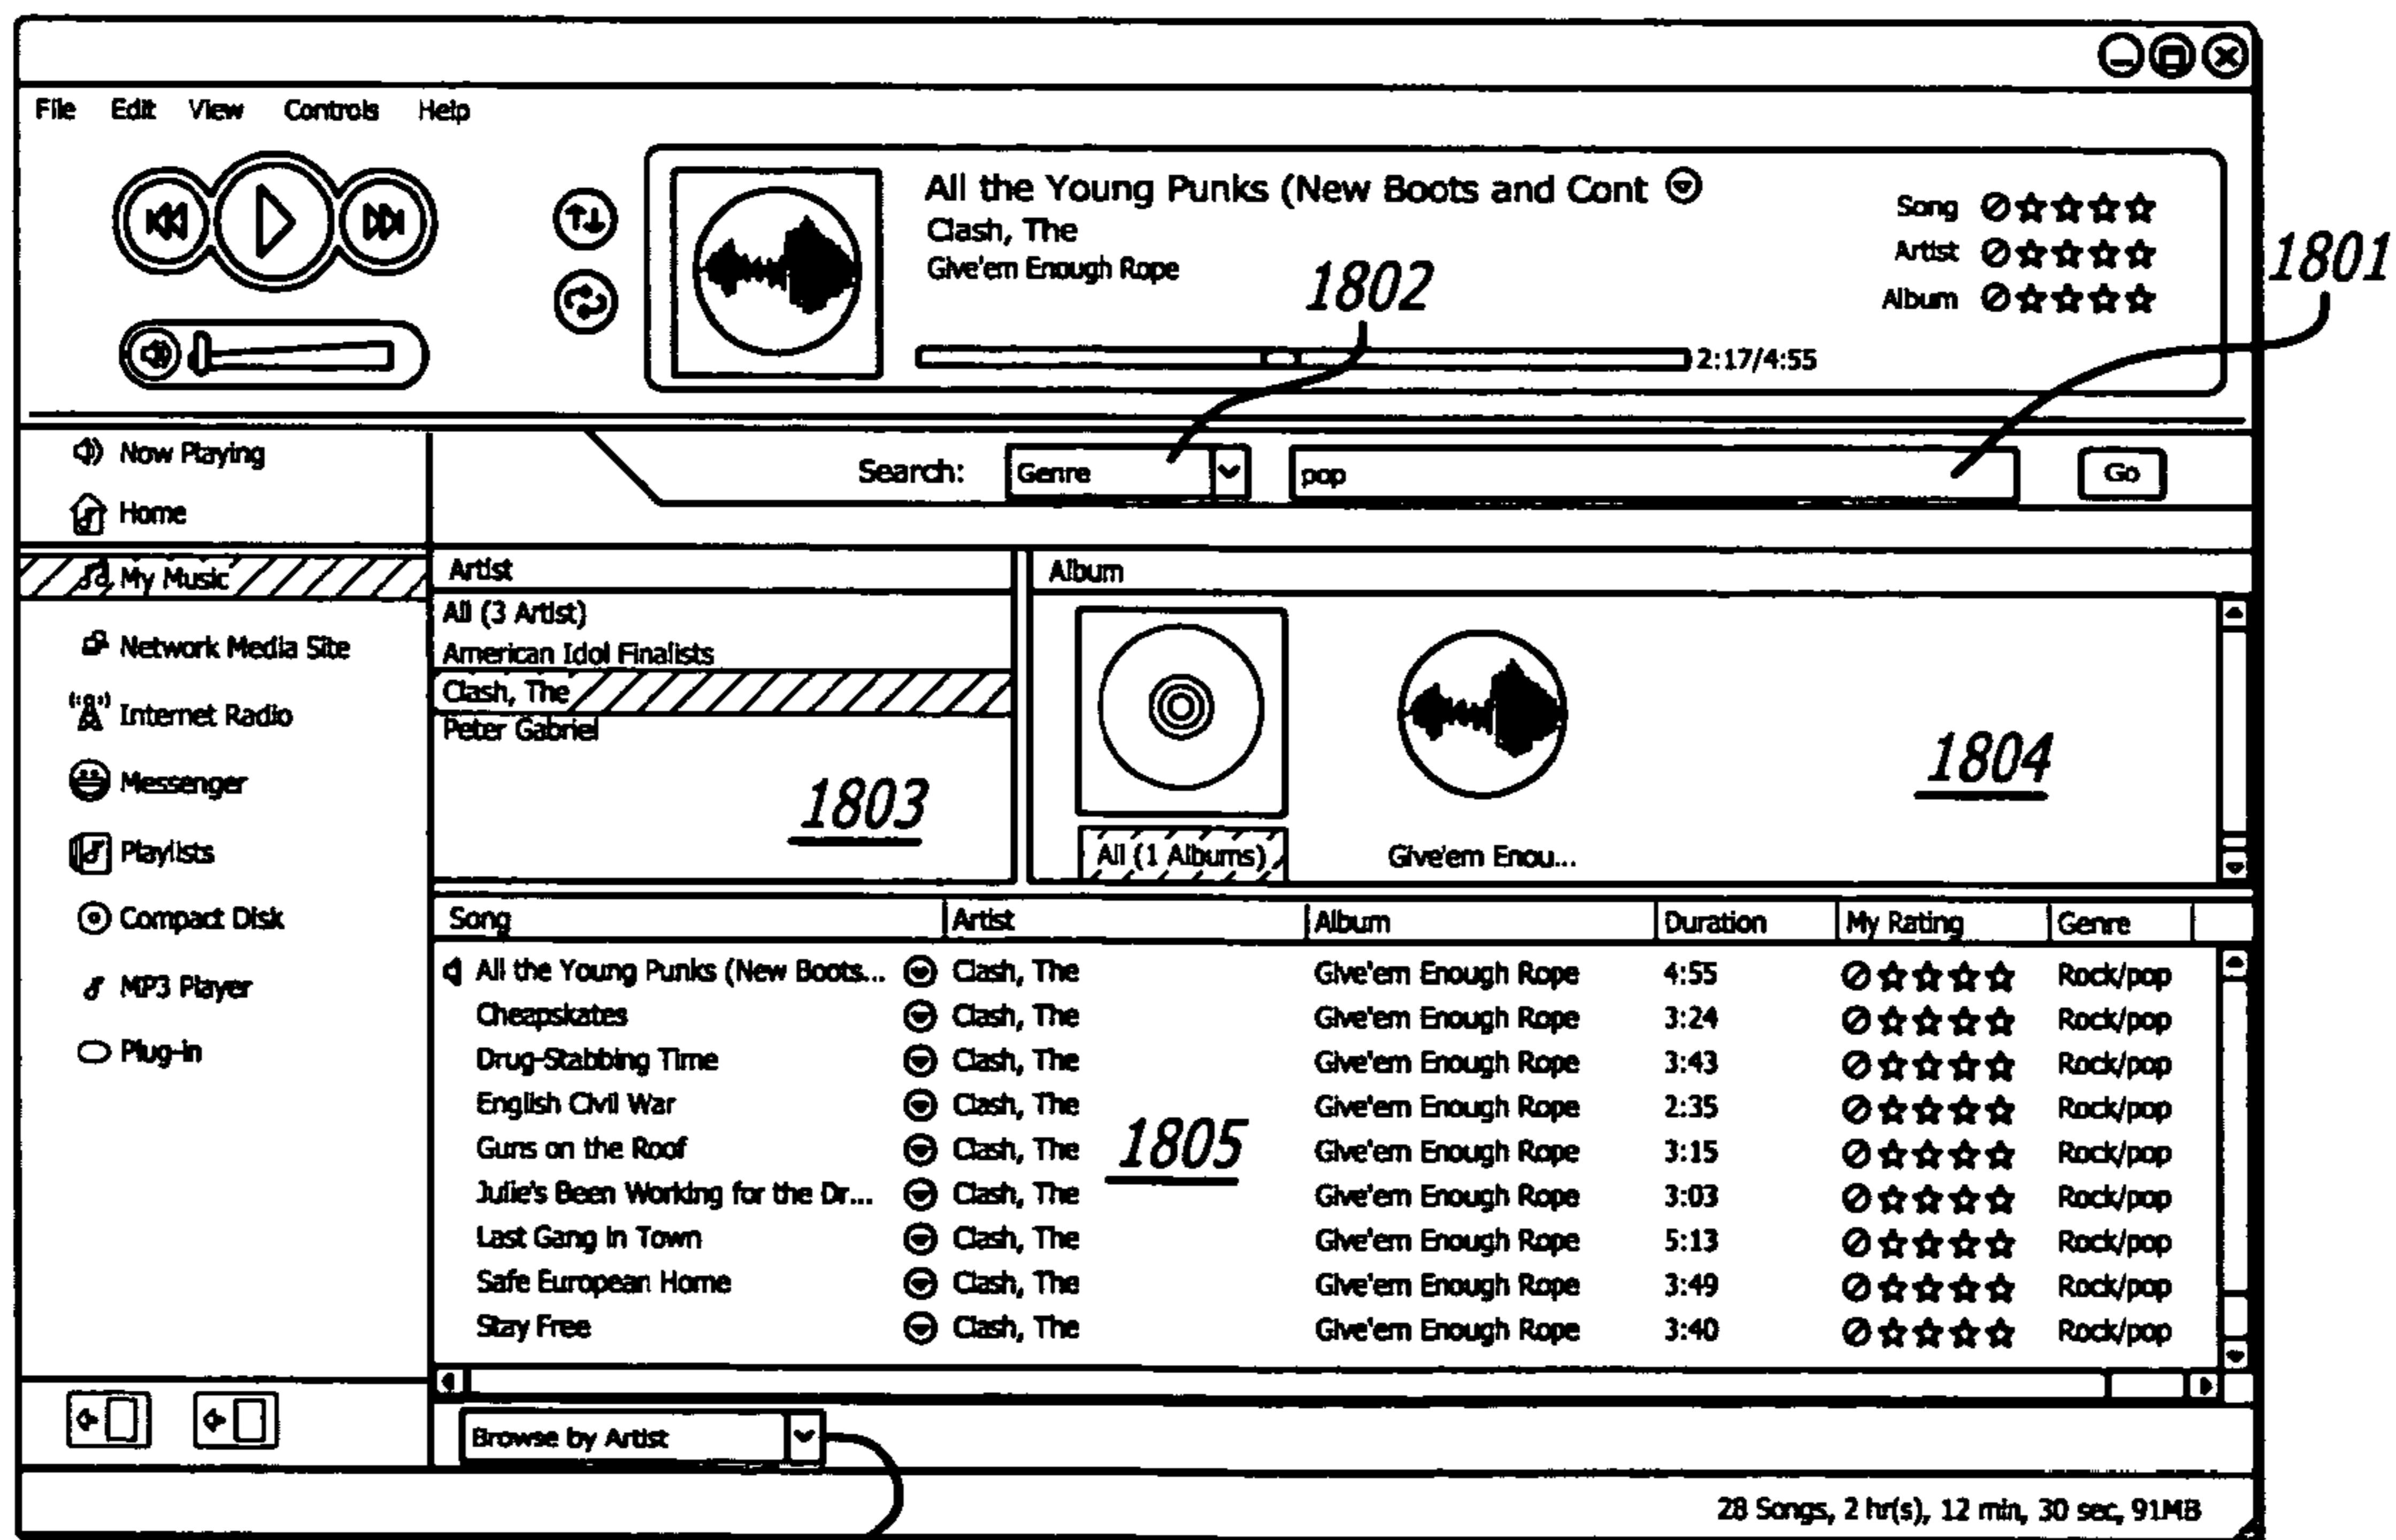 File Edit View Controls Help
All the Young Punks (New Boots and Cont
Clash, The
Give'em Enough Rope
Song
Artist
Album
1801
1802
2:17/4:55
Now Playing
Home
Search: Genre pop Go
My Music
Network Media Site
Internet Radio
Messenger
Playlists
Compact Disk
MP3 Player
Plug-in
Artist
All (3 Artist)
American Idol Finalists
Clash, The
Peter Gabriel
1803
Album
All (1 Albums)
Give'em Enou...
1804
Song Artist Album Duration My Rating Genre
All the Young Punks (New Boots... Clash, The Give'em Enough Rope 4:55 Rock/pop
Cheapskates Clash, The Give'em Enough Rope 3:24 Rock/pop
Drug-Stabbing Time Clash, The Give'em Enough Rope 3:43 Rock/pop
English Civil War Clash, The Give'em Enough Rope 2:35 Rock/pop
Guns on the Roof Clash, The Give'em Enough Rope 3:15 Rock/pop
1805
Julie's Been Working for the Dr... Clash, The Give'em Enough Rope 3:03 Rock/pop
Last Gang in Town Clash, The Give'em Enough Rope 5:13 Rock/pop
Safe European Home Clash, The Give'em Enough Rope 3:49 Rock/pop
Stay Free Clash, The Give'em Enough Rope 3:40 Rock/pop
Browse by Artist
28 Songs, 2 hr(s), 12 min, 30 sec, 91MB